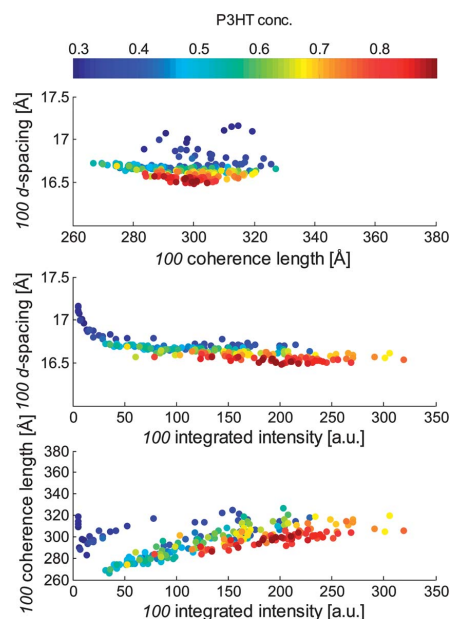 P3HT conc.
0.3 0.4 0.5 0.6 0.7 0.8
17.5
17
16.5
100 d-spacing [Å]
260 280 300 320 340 360 380
100 coherence length [Å]
17.5
17
16.5
100 d-spacing [Å]
0 50 100 150 200 250 300 350
100 integrated intensity [a.u.]
380
360
340
320
300
280
260
100 coherence length [Å]
0 50 100 150 200 250 300 350
100 integrated intensity [a.u.]